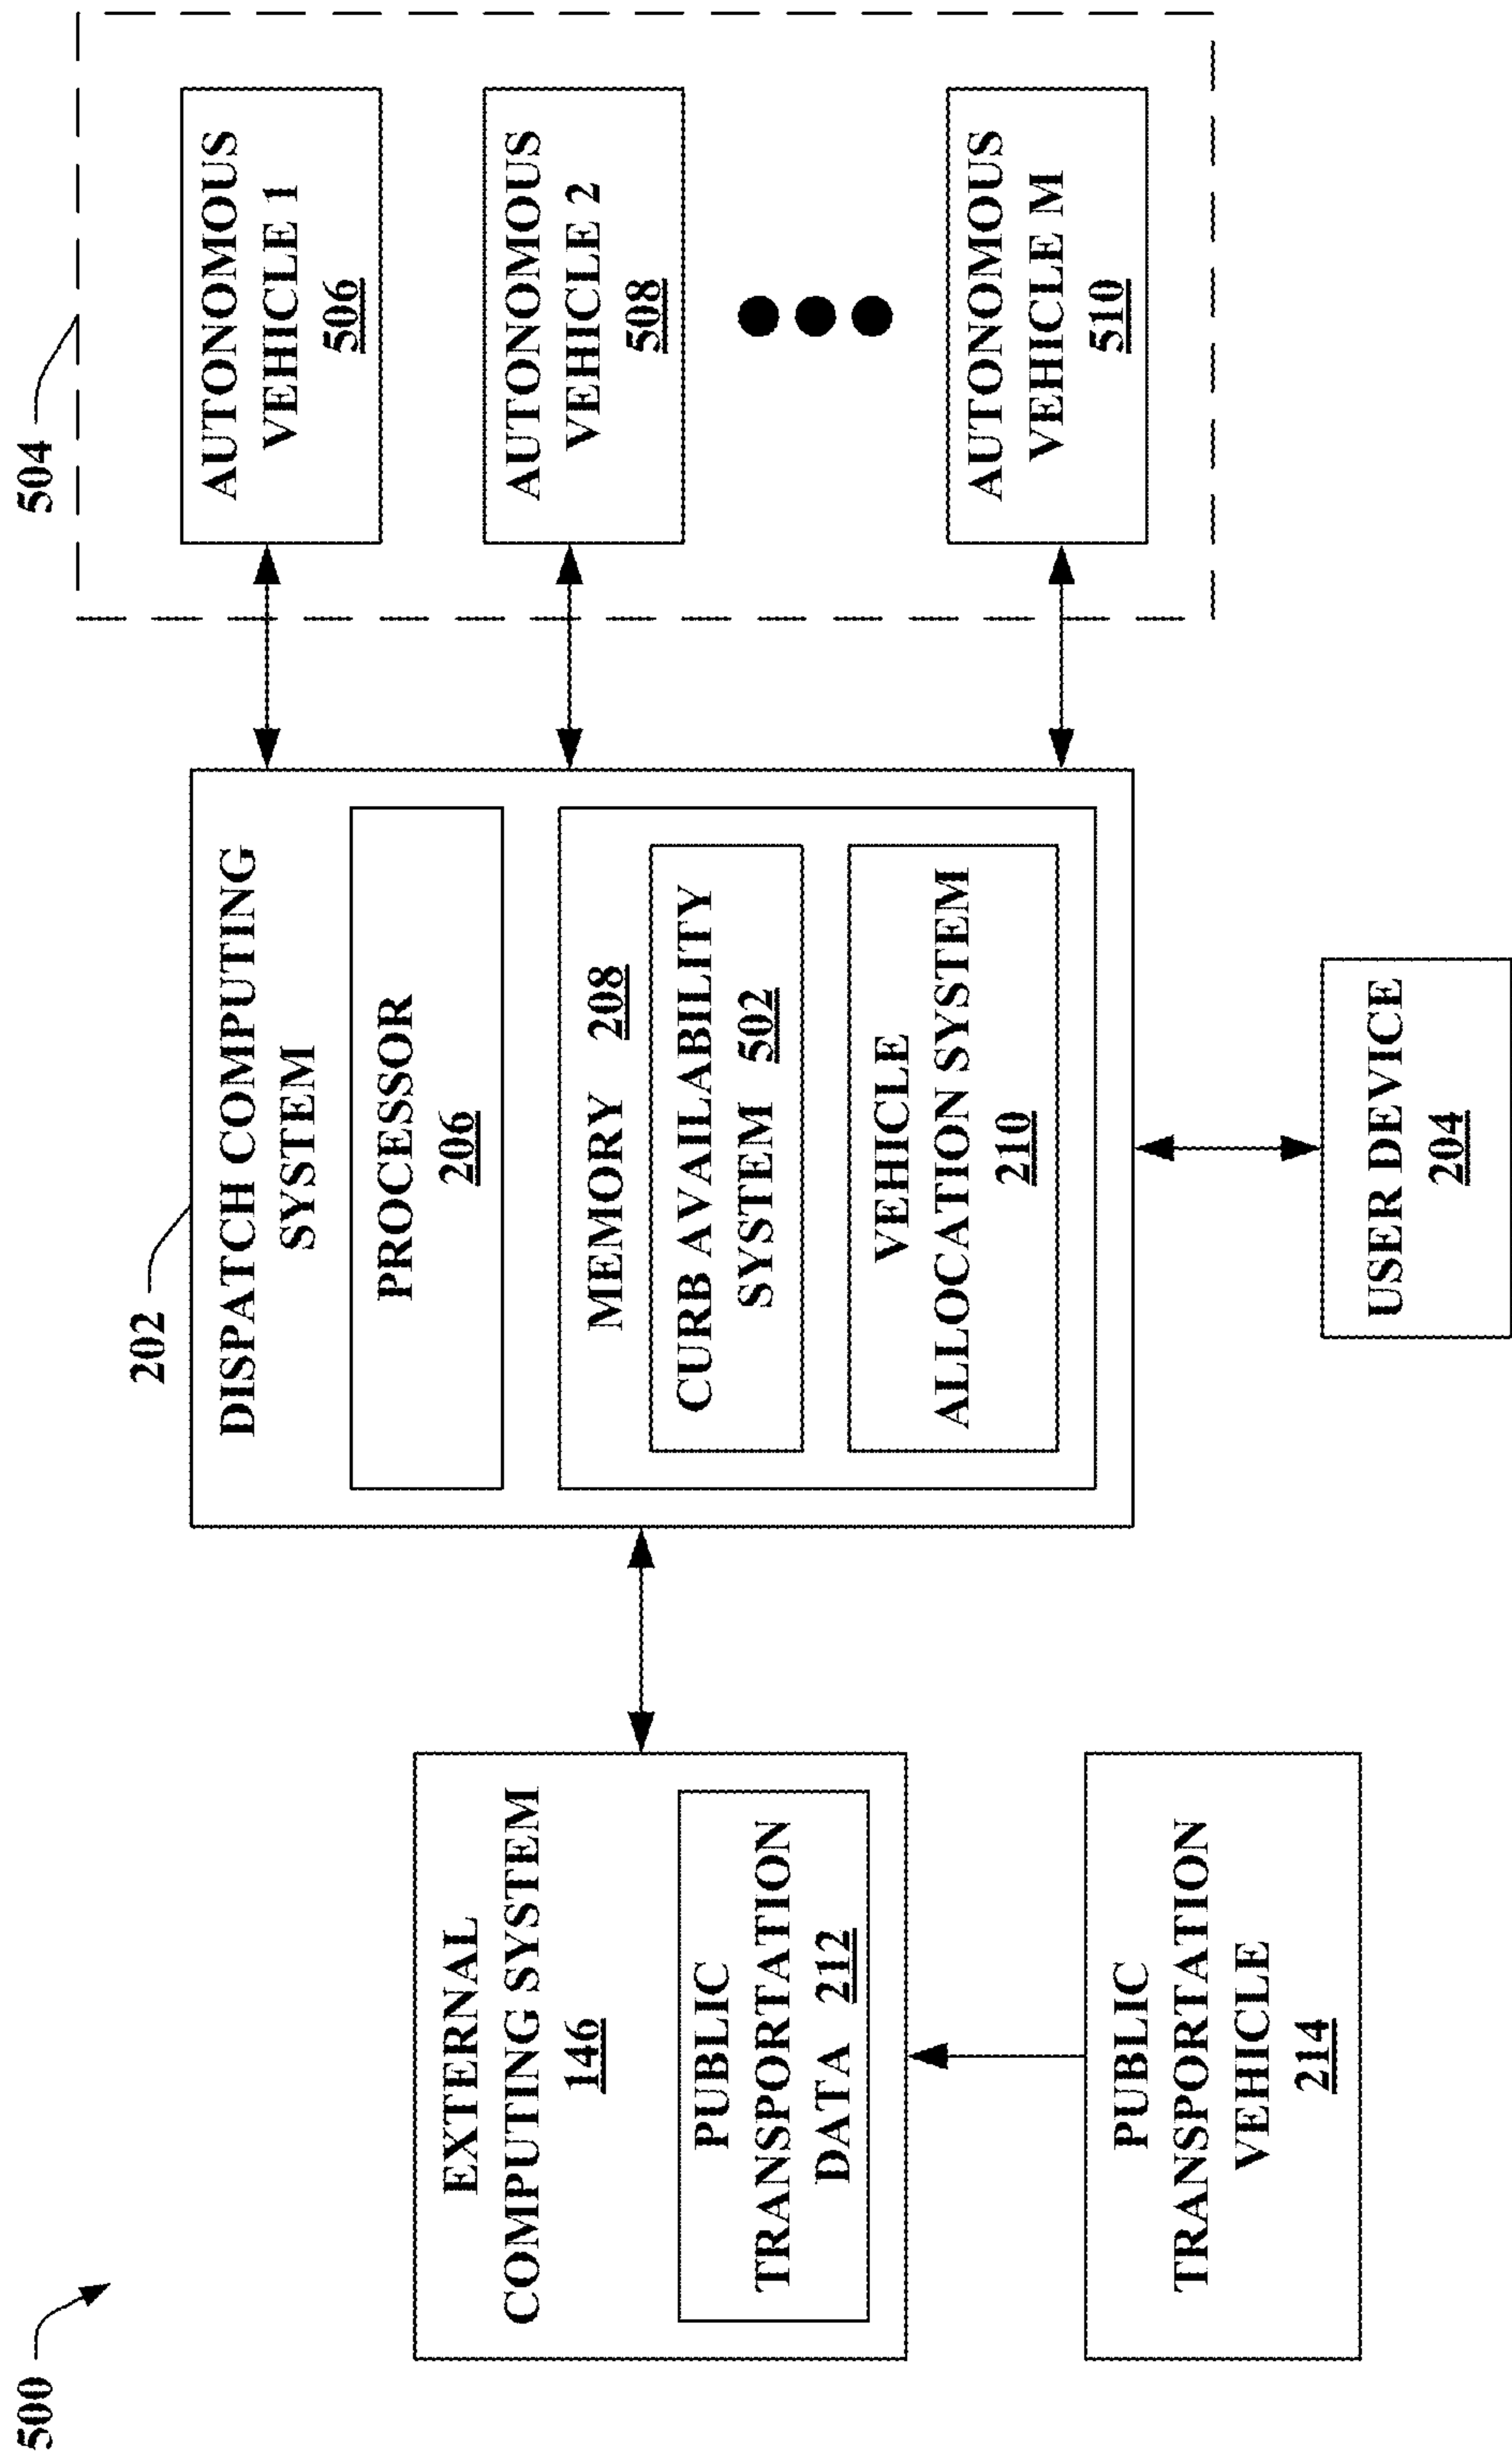 500
EXTERNAL
COMPUTING SYSTEM
146
PUBLIC
TRANSPORTATION
DATA 212
PUBLIC
TRANSPORTATION
VEHICLE
214
202
DISPATCH COMPUTING
SYSTEM
PROCESSOR
206
MEMORY 208
CURB AVAILABILITY
SYSTEM 502
VEHICLE
ALLOCATION SYSTEM
210
USER DEVICE
204
504
AUTONOMOUS
VEHICLE 1
506
AUTONOMOUS
VEHICLE 2
508
AUTONOMOUS
VEHICLE M
510